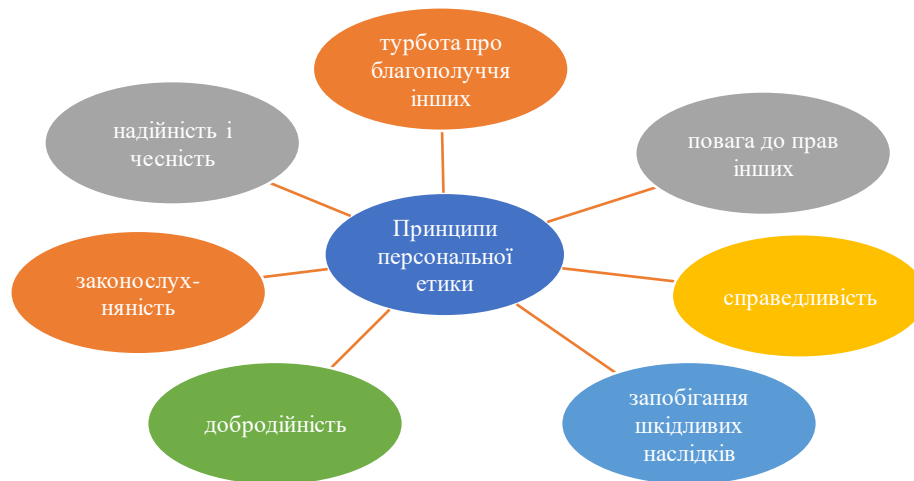 турбота про
благополуччя
інших
надійність і
чесність
повага до прав
інших
Принципи
персональної
етики
законослух-
няність
справедливість
добродійність
запобігання
шкідливих
наслідків